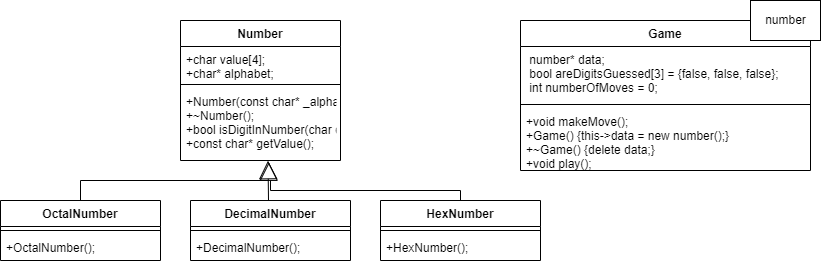 Number
+char value[4];
+char* alphabet;
+Number(const char* _alpha
+~Number();
+bool isDigitInNumber(char
+const char* getValue();
number
Game
number* data;
bool areDigitsGuessed[3] = {false, false, false};
int numberOfMoves = 0;
+void makeMove();
+Game() {this->data = new number();}
+~Game() {delete data;}
+void play();
OctalNumber
+OctalNumber();
DecimalNumber
+DecimalNumber();
HexNumber
+HexNumber();